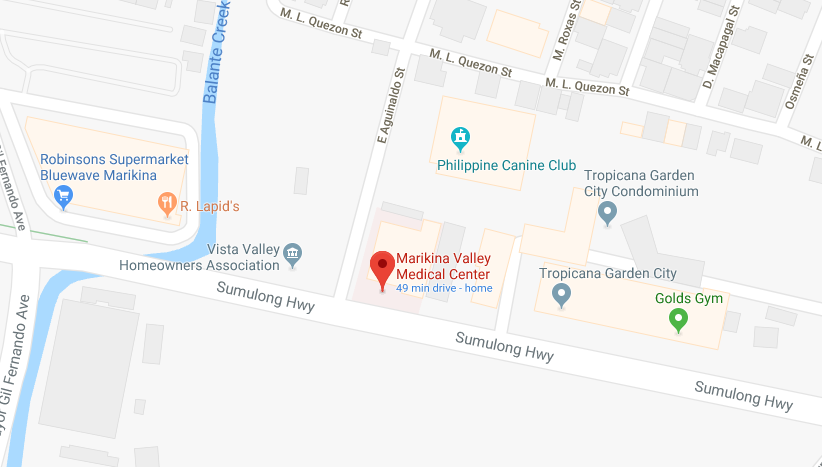 M. L. Quezon St
M. L. Quezon St
M. L. Quezon St
M. L.
M. Roxas St
D. Macapagal St
Osmeña St
Balante Creek
E Aguinaldo St
Philippine Canine Club
Robinsons Supermarket
Bluewave Marikina
R. Lapid's
Tropicana Garden
City Condominium
Gil Fernando Ave
Vista Valley
Homeowners Association
Marikina Valley
Medical Center
49 min drive - home
Tropicana Garden City
Golds Gym
Sumulong Hwy
Sumulong Hwy
Sumulong Hwy
Gil Fernando Ave